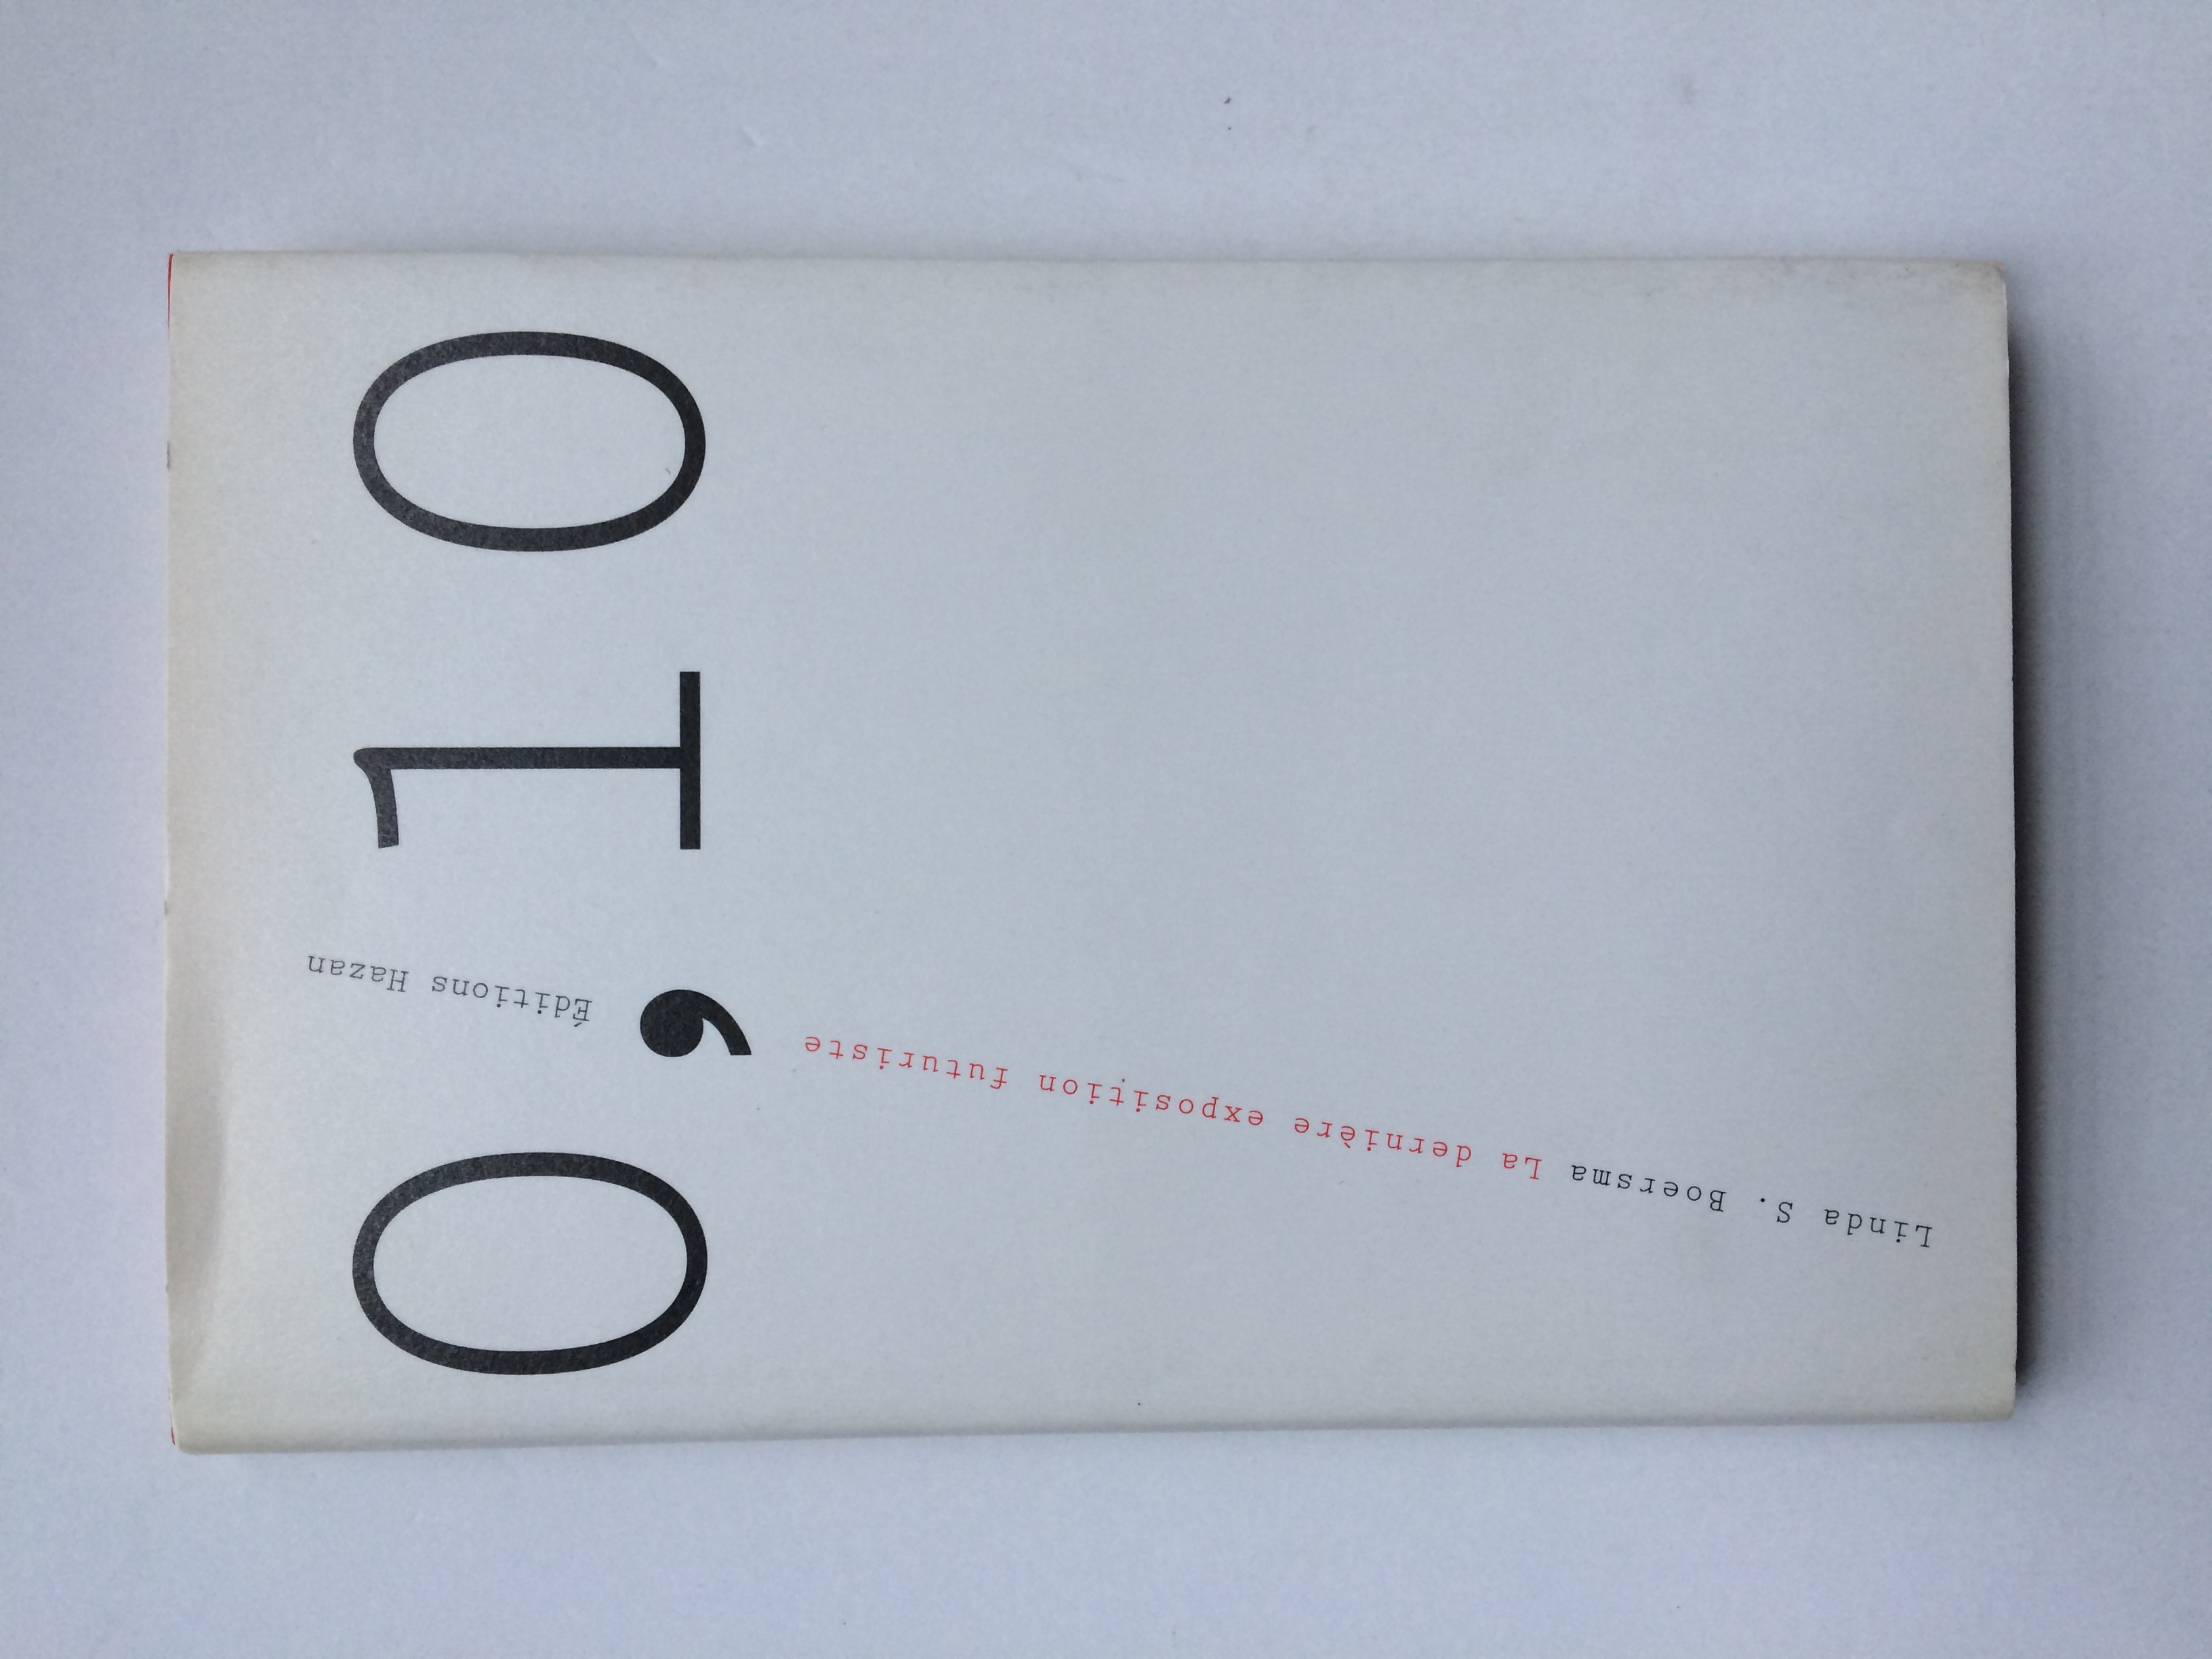 0,10
Linda S. Boersma La dernière exposition futuriste
Éditions Hazan